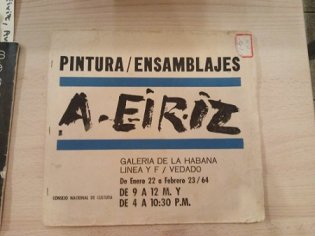 PINTURA/ENSAMBLAJES
A. EIRIZ
GALERIA DE LA HABANA
LINEA Y F / VEDADO
De Enero 22 a Febrero 23/64
DE 9 A 12 M. Y
DE 4 A 10:30 P.M.
CONSEJO NACIONAL DE CULTURA